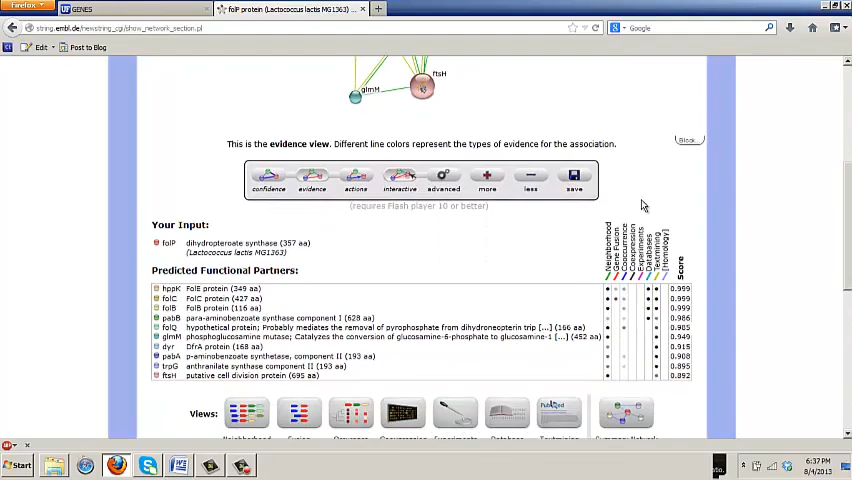 Firefox
GENES
folP protein (Lactococcus lactis MG1363) ...
string.embl.de/newstring_cgi/show_network_section.pl
Google
Edit
Post to Blog
ftsH
glmM
This is the evidence view. Different line colors represent the types of evidence for the association.
Block...
confidence evidence actions interactive advanced more less save
(requires Flash player 10 or better)
Your Input:
folP dihydropteroate synthase (357 aa)
(Lactococcus lactis MG1363)
Neighborhood
Gene Fusion
Cooccurrence
Coexpression
Experiments
Databases
Textmining
[Homology]
Score
Predicted Functional Partners:
hppK FolE protein (349 aa) 0.999
folC FolC protein (427 aa) 0.999
folB FolB protein (116 aa) 0.999
pabB para-aminobenzoate synthase component I (628 aa) 0.986
folQ hypothetical protein; Probably mediates the removal of pyrophosphate from dihydroneopterin trip [...] (166 aa) 0.985
glmM phosphoglucosamine mutase; Catalyzes the conversion of glucosamine-6-phosphate to glucosamine-1 [...] (452 aa) 0.949
dyr DfrA protein (168 aa) 0.915
pabA p-aminobenzoate synthetase, component II (193 aa) 0.908
trpG anthranilate synthase component II (193 aa) 0.895
ftsH putative cell division protein (695 aa) 0.892
Views:
PubMed
Start
6:37 PM
8/4/2013